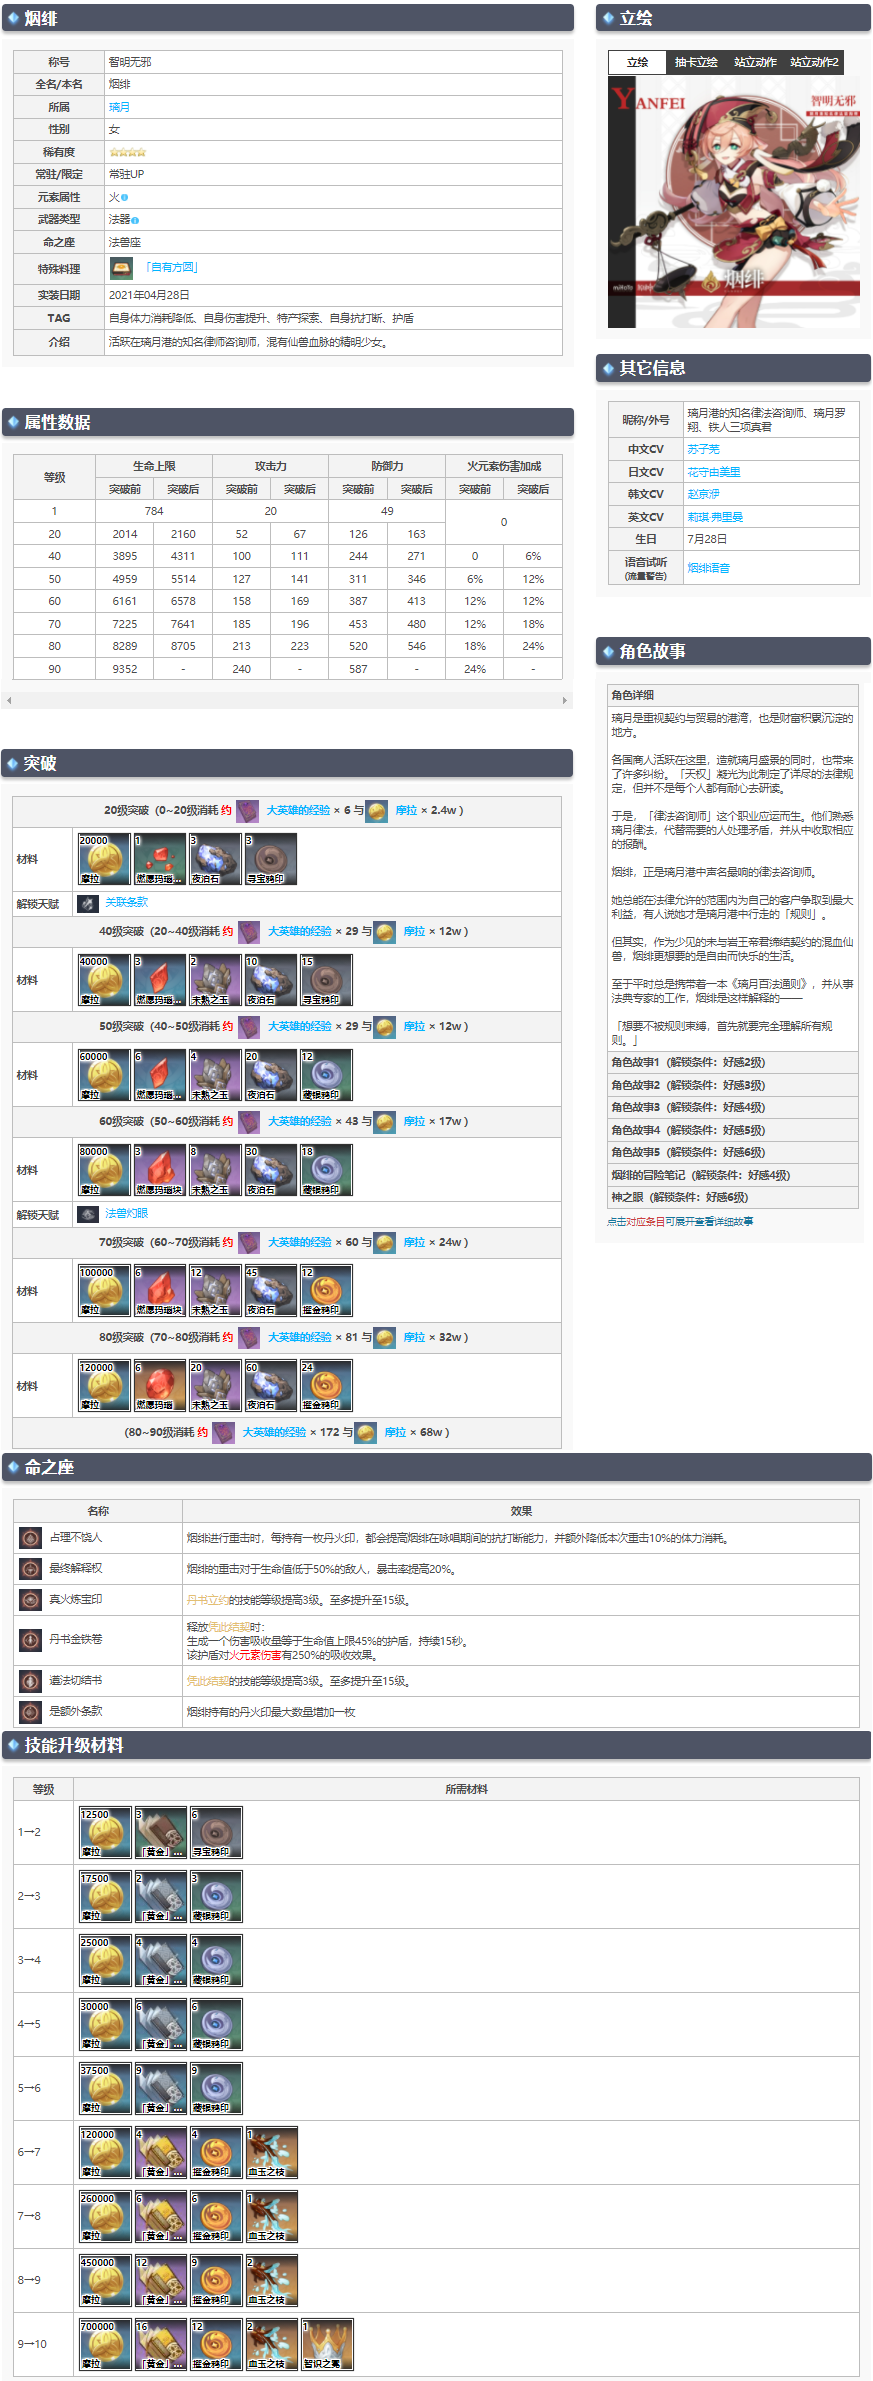 烟绯
称号 智明无邪
全名/本名 烟绯
所属 璃月
性别 女
稀有度
常驻/限定 常驻UP
元素属性 火
武器类型 法器
命之座 法兽座
特殊料理 「自有方圆」
实装日期 2021年04月28日
TAG 自身体力消耗降低、自身伤害提升、特产探索、自身抗打断、护盾
介绍 活跃在璃月港的知名律师咨询师，混有仙兽血脉的精明少女。
立绘
立绘 抽卡立绘 站立动作 站立动作2
YANFEI
智明无邪
烟绯
miHoYo
其它信息
昵称/外号 璃月港的知名律法咨询师、璃月罗
翔、铁人三项真君
中文CV 苏子芜
日文CV 花守由美里
韩文CV 赵京伊
英文CV 莉琪·弗里曼
生日 7月28日
语音试听
(流量警告) 烟绯语音
属性数据
等级 生命上限 攻击力 防御力 火元素伤害加成
突破前 突破后 突破前 突破后 突破前 突破后 突破前 突破后
1 784 20 49 0
20 2014 2160 52 67 126 163
40 3895 4311 100 111 244 271 0 6%
50 4959 5514 127 141 311 346 6% 12%
60 6161 6578 158 169 387 413 12% 12%
70 7225 7641 185 196 453 480 12% 18%
80 8289 8705 213 223 520 546 18% 24%
90 9352 - 240 - 587 - 24% -
角色故事
角色详细
璃月是重视契约与贸易的港湾，也是财富积累沉淀的
地方。
各国商人活跃在这里，造就璃月盛景的同时，也带来
了许多纠纷。「天权」凝光为此制定了详尽的法律规
定，但并不是每个人都有耐心去研读。
于是，「律法咨询师」这个职业应运而生。他们熟悉
璃月律法，代替需要的人处理矛盾，并从中收取相应
的报酬。
烟绯，正是璃月港中声名最响的律法咨询师。
她总能在法律允许的范围内为自己的客户争取到最大
利益，有人说她才是璃月港中行走的「规则」。
但其实，作为少见的未与岩王帝君缔结契约的混血仙
兽，烟绯更想要的是自由而快乐的生活。
至于平时总是携带着一本《璃月百法通则》，并从事
法典专家的工作，烟绯是这样解释的——
「想要不被规则束缚，首先就要完全理解所有规
则。」
角色故事1（解锁条件：好感2级）
角色故事2（解锁条件：好感3级）
角色故事3（解锁条件：好感4级）
角色故事4（解锁条件：好感5级）
角色故事5（解锁条件：好感6级）
烟绯的冒险笔记（解锁条件：好感4级）
神之眼（解锁条件：好感6级）
点击对应条目可展开查看详细故事
突破
20级突破（0~20级消耗 约 大英雄的经验 × 6 与 摩拉 × 2.4w ）
材料 20000 1 3 3
摩拉 燃愿玛瑙... 夜泊石 寻宝鸦印
解锁天赋 关联条款
40级突破（20~40级消耗 约 大英雄的经验 × 29 与 摩拉 × 12w ）
材料 40000 3 2 10 15
摩拉 燃愿玛瑙... 未熟之玉 夜泊石 寻宝鸦印
50级突破（40~50级消耗 约 大英雄的经验 × 29 与 摩拉 × 12w ）
材料 60000 6 4 20 12
摩拉 燃愿玛瑙... 未熟之玉 夜泊石 藏银鸦印
60级突破（50~60级消耗 约 大英雄的经验 × 43 与 摩拉 × 17w ）
材料 80000 3 8 30 18
摩拉 燃愿玛瑙块 未熟之玉 夜泊石 藏银鸦印
解锁天赋 法兽灼眼
70级突破（60~70级消耗 约 大英雄的经验 × 60 与 摩拉 × 24w ）
材料 100000 6 12 45 12
摩拉 燃愿玛瑙块 未熟之玉 夜泊石 攫金鸦印
80级突破（70~80级消耗 约 大英雄的经验 × 81 与 摩拉 × 32w ）
材料 120000 6 20 60 24
摩拉 燃愿玛瑙 未熟之玉 夜泊石 攫金鸦印
（80~90级消耗 约 大英雄的经验 × 172 与 摩拉 × 68w ）
命之座
名称 效果
占理不饶人 烟绯进行重击时，每持有一枚丹火印，都会提高烟绯在咏唱期间的抗打断能力，并额外降低本次重击10%的体力消耗。
最终解释权 烟绯的重击对于生命值低于50%的敌人，暴击率提高20%。
真火炼宝印 丹书立约的技能等级提高3级。至多提升至15级。
丹书金铁卷 释放凭此结契时：
生成一个伤害吸收量等于生命值上限45%的护盾，持续15秒。
该护盾对火元素伤害有250%的吸收效果。
遵法切结书 凭此结契的技能等级提高3级。至多提升至15级。
是额外条款 烟绯持有的丹火印最大数量增加一枚
技能升级材料
等级 所需材料
1→2 12500 3 6
摩拉 「黄金」... 寻宝鸦印
2→3 17500 2 3
摩拉 「黄金」... 藏银鸦印
3→4 25000 4 4
摩拉 「黄金」... 藏银鸦印
4→5 30000 6 6
摩拉 「黄金」... 藏银鸦印
5→6 37500 9 9
摩拉 「黄金」... 藏银鸦印
6→7 120000 4 4 1
摩拉 「黄金」... 攫金鸦印 血玉之枝
7→8 260000 6 6 1
摩拉 「黄金」... 攫金鸦印 血玉之枝
8→9 450000 12 9 2
摩拉 「黄金」... 攫金鸦印 血玉之枝
9→10 700000 16 12 2 1
摩拉 「黄金」... 攫金鸦印 血玉之枝 智识之冕